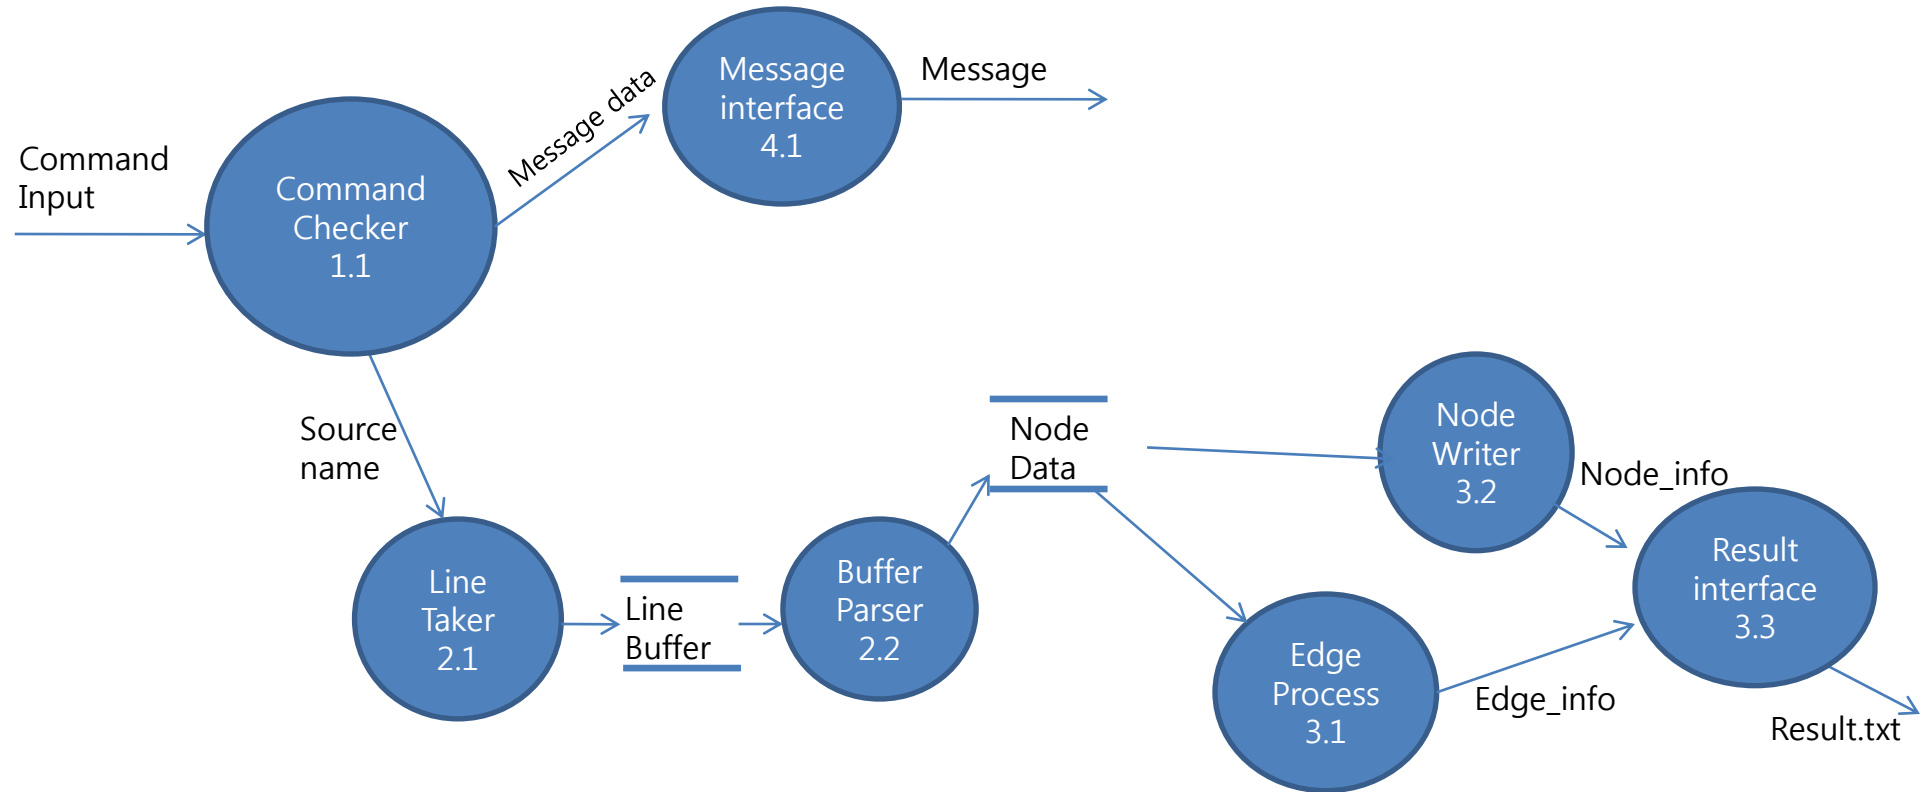 Command
Input
Command
Checker
1.1
Message data
Message
interface
4.1
Message
Source
name
Line
Taker
2.1
Line
Buffer
Buffer
Parser
2.2
Node
Data
Node
Writer
3.2
Node_info
Edge
Process
3.1
Edge_info
Result
interface
3.3
Result.txt